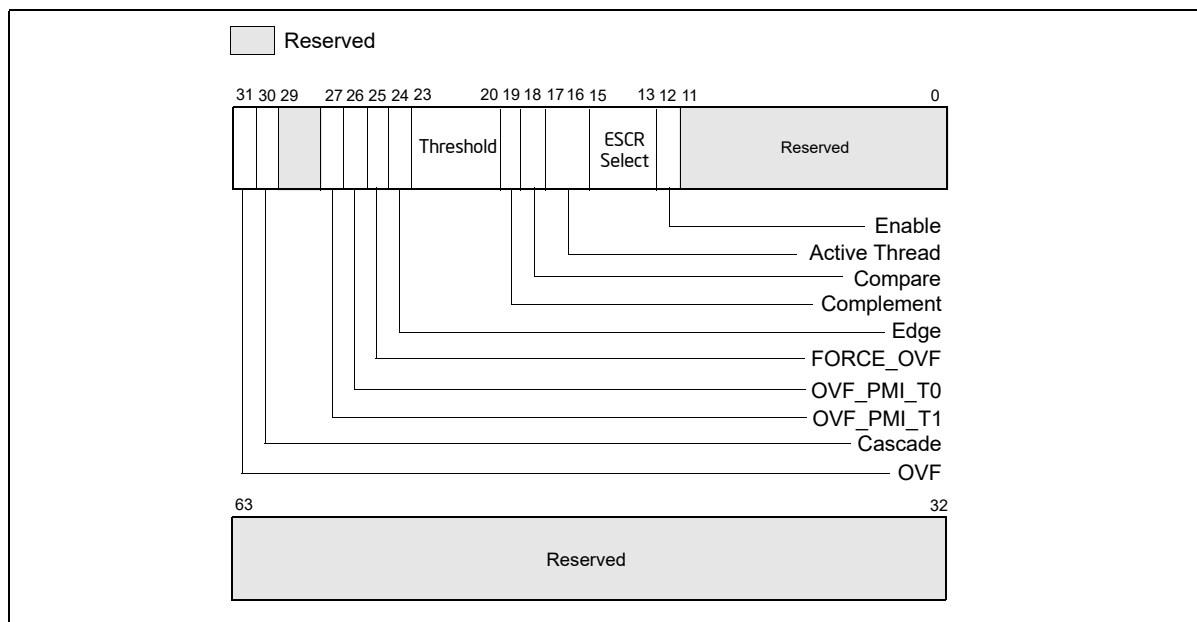 Reserved
31 30 29 27 26 25 24 23 20 19 18 17 16 15 13 12 11 0
Threshold
ESCR
Select
Reserved
Enable
Active Thread
Compare
Complement
Edge
FORCE_OVF
OVF_PMI_T0
OVF_PMI_T1
Cascade
OVF
63 32
Reserved